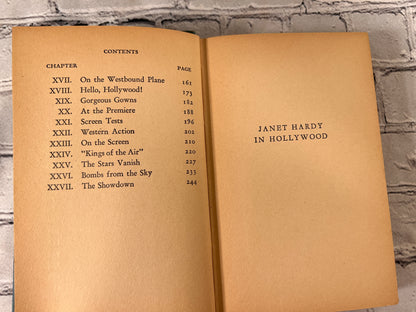 CONTENTS
CHAPTER PAGE
XVII. On the Westbound Plane 161
XVIII. Hello, Hollywood! 173
XIX. Gorgeous Gowns 182
XX. At the Premiere 188
XXI. Screen Tests 196
XXII. Western Action 202
XXIII. On the Screen 210
XXIV. "Kings of the Air" 220
XXV. The Stars Vanish 227
XXVI. Bombs from the Sky 233
XXVII. The Showdown 244
JANET HARDY
IN HOLLYWOOD